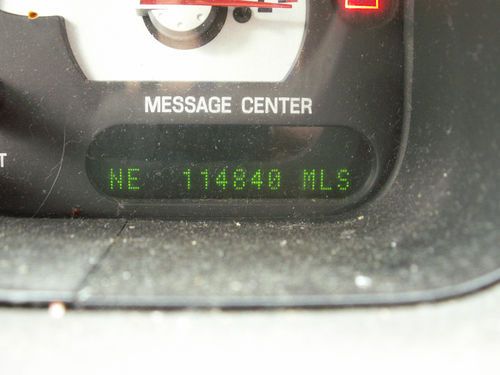 MESSAGE CENTER
T
NE 114840 MLS